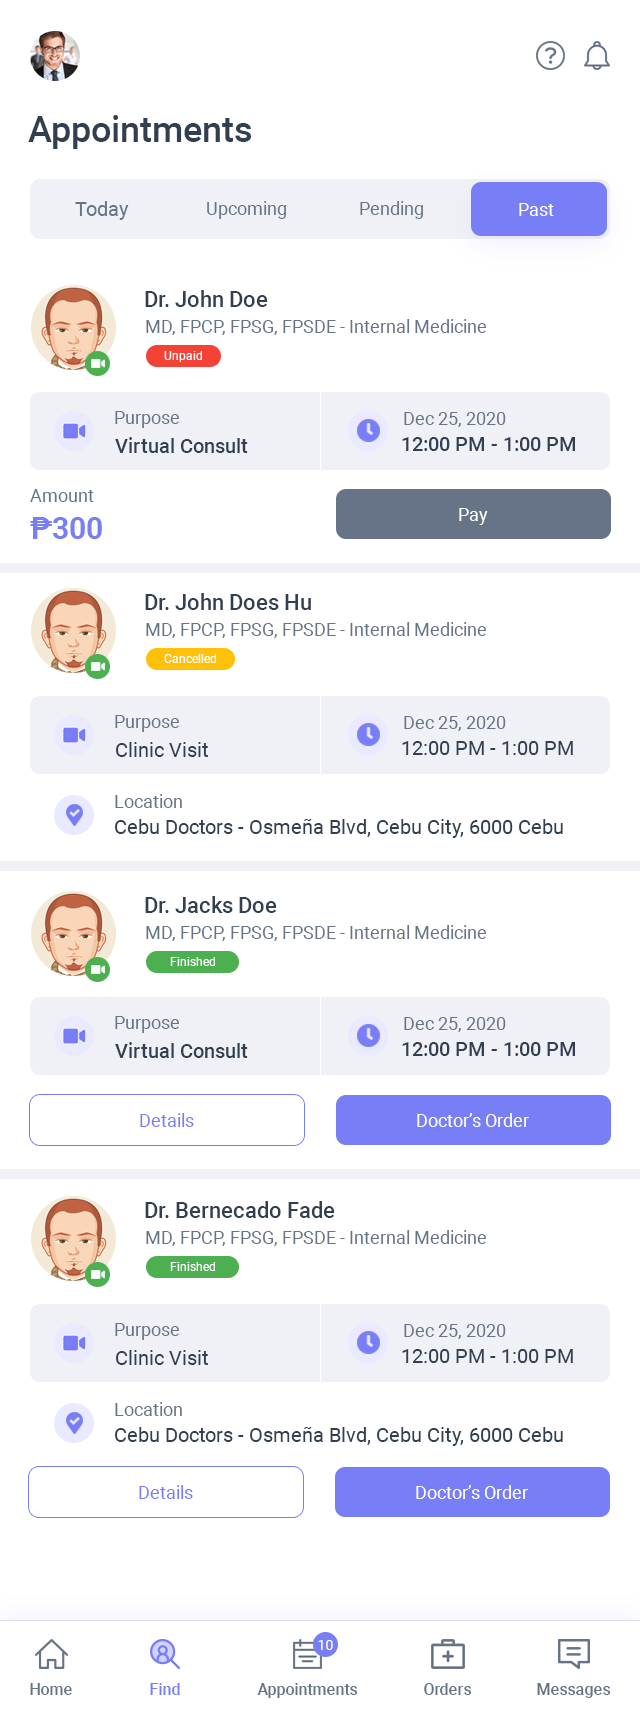 Appointments
Today Upcoming Pending Past
Dr. John Doe
MD, FPCP, FPSG, FPSDE - Internal Medicine
Unpaid
Purpose
Virtual Consult
Dec 25, 2020
12:00 PM - 1:00 PM
Amount
₱300
Pay
Dr. John Does Hu
MD, FPCP, FPSG, FPSDE - Internal Medicine
Cancelled
Purpose
Clinic Visit
Dec 25, 2020
12:00 PM - 1:00 PM
Location
Cebu Doctors - Osmeña Blvd, Cebu City, 6000 Cebu
Dr. Jacks Doe
MD, FPCP, FPSG, FPSDE - Internal Medicine
Finished
Purpose
Virtual Consult
Dec 25, 2020
12:00 PM - 1:00 PM
Details
Doctor’s Order
Dr. Bernecado Fade
MD, FPCP, FPSG, FPSDE - Internal Medicine
Finished
Purpose
Clinic Visit
Dec 25, 2020
12:00 PM - 1:00 PM
Location
Cebu Doctors - Osmeña Blvd, Cebu City, 6000 Cebu
Details
Doctor’s Order
10
Home Find Appointments Orders Messages